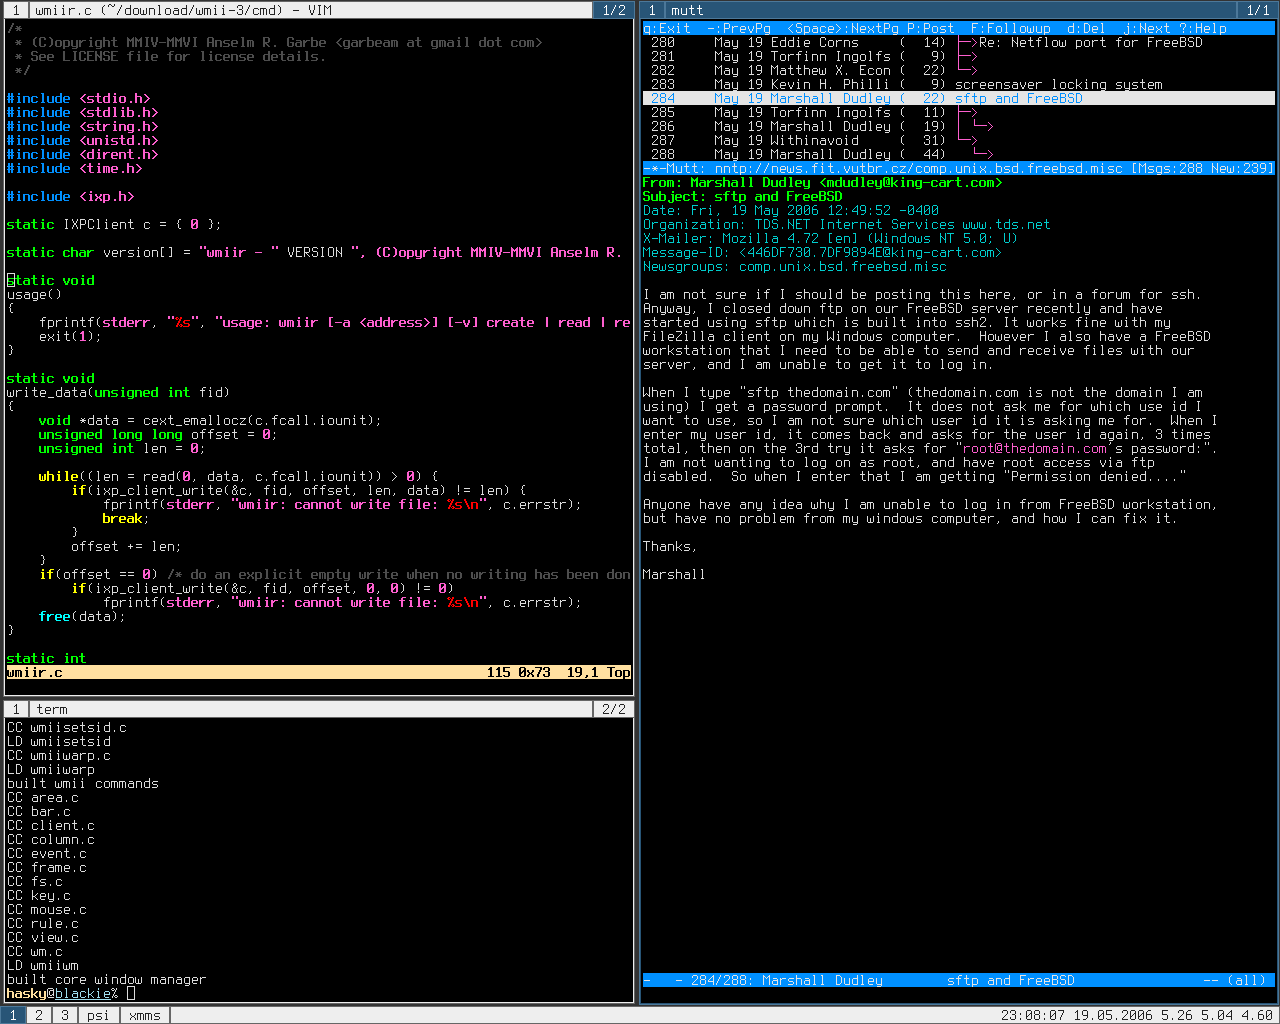 1 wmiir.c (~/download/wmii-3/cmd) - VIM 1/2
/*
 * (C)opyright MMIV-MMVI Anselm R. Garbe <garbeam at gmail dot com>
 * See LICENSE file for license details.
 */
#include <stdio.h>
#include <stdlib.h>
#include <string.h>
#include <unistd.h>
#include <dirent.h>
#include <time.h>
#include <ixp.h>
static IXPClient c = { 0 };
static char version[] = "wmiir - " VERSION ", (C)opyright MMIV-MMVI Anselm R.
static void
usage()
{
    fprintf(stderr, "%s", "usage: wmiir [-a <address>] [-v] create | read | re
    exit(1);
}
static void
write_data(unsigned int fid)
{
    void *data = cext_emallocz(c.fcall.iounit);
    unsigned long long offset = 0;
    unsigned int len = 0;
    while((len = read(0, data, c.fcall.iounit)) > 0) {
        if(ixp_client_write(&c, fid, offset, len, data) != len) {
            fprintf(stderr, "wmiir: cannot write file: %s\n", c.errstr);
            break;
        }
        offset += len;
    }
    if(offset == 0) /* do an explicit empty write when no writing has been don
        if(ixp_client_write(&c, fid, offset, 0, 0) != 0)
            fprintf(stderr, "wmiir: cannot write file: %s\n", c.errstr);
    free(data);
}
static int
wmiir.c 115 0x73  19,1 Top
1 term 2/2
CC wmiisetsid.c
LD wmiisetsid
CC wmiiwarp.c
LD wmiiwarp
built wmii commands
CC area.c
CC bar.c
CC client.c
CC column.c
CC event.c
CC frame.c
CC fs.c
CC key.c
CC mouse.c
CC rule.c
CC view.c
CC wm.c
LD wmiiwm
built core window manager
hasky@blackie%
1 mutt 1/1
q:Exit  -:PrevPg  <Space>:NextPg P:Post  F:Followup  d:Del  j:Next ?:Help
280 May 19 Eddie Corns     (  14) ├─>Re: Netflow port for FreeBSD
281 May 19 Torfinn Ingolfs (   9) ├─>
282 May 19 Matthew X. Econ (  22) └─>
283 May 19 Kevin H. Philli (   9) screensaver locking system
284 May 19 Marshall Dudley (  22) sftp and FreeBSD
285 May 19 Torfinn Ingolfs (  11) ├─>
286 May 19 Marshall Dudley (  19) │ └─>
287 May 19 Withinavoid     (  31) └─>
288 May 19 Marshall Dudley (  44)   └─>
-*-Mutt: nntp://news.fit.vutbr.cz/comp.unix.bsd.freebsd.misc [Msgs:288 New:239]
From: Marshall Dudley <mdudley@king-cart.com>
Subject: sftp and FreeBSD
Date: Fri, 19 May 2006 12:49:52 -0400
Organization: TDS.NET Internet Services www.tds.net
X-Mailer: Mozilla 4.72 [en] (Windows NT 5.0; U)
Message-ID: <446DF730.7DF9894E@king-cart.com>
Newsgroups: comp.unix.bsd.freebsd.misc
I am not sure if I should be posting this here, or in a forum for ssh.
Anyway, I closed down ftp on our FreeBSD server recently and have
started using sftp which is built into ssh2. It works fine with my
FileZilla client on my Windows computer.  However I also have a FreeBSD
workstation that I need to be able to send and receive files with our
server, and I am unable to get it to log in.
When I type "sftp thedomain.com" (thedomain.com is not the domain I am
using) I get a password prompt.  It does not ask me for which use id I
want to use, so I am not sure which user id it is asking me for.  When I
enter my user id, it comes back and asks for the user id again, 3 times
total, then on the 3rd try it asks for "root@thedomain.com's password:".
I am not wanting to log on as root, and have root access via ftp
disabled.  So when I enter that I am getting "Permission denied...."
Anyone have any idea why I am unable to log in from FreeBSD workstation,
but have no problem from my windows computer, and how I can fix it.
Thanks,
Marshall
-   - 284/288: Marshall Dudley        sftp and FreeBSD                -- (all)
1 2 3 psi xmms 23:08:07 19.05.2006 5.26 5.04 4.60